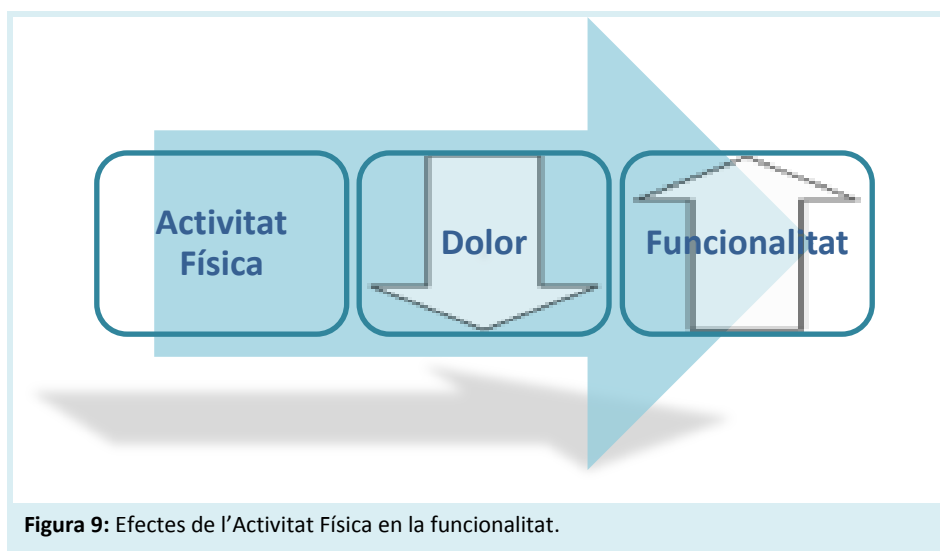 Activitat
Física
Dolor
Funcionalitat
Figura 9: Efectes de l’Activitat Física en la funcionalitat.